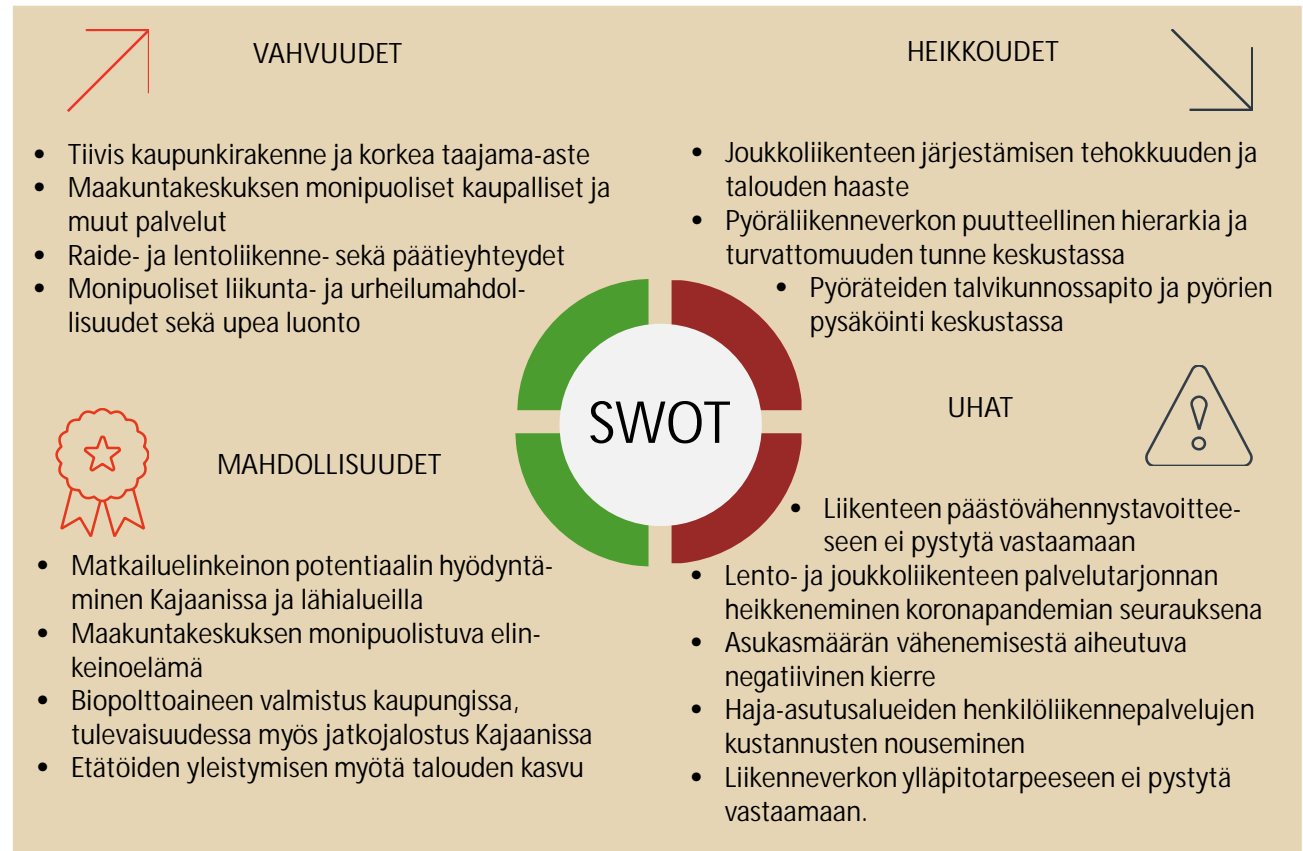 VAHVUUDET
• Tiivis kaupunkirakenne ja korkea taajama-aste
• Maakuntakeskuksen monipuoliset kaupalliset ja
muut palvelut
• Raide- ja lentoliikenne- sekä päätieyhteydet
• Monipuoliset liikunta- ja urheilumahdol-
lisuudet sekä upea luonto
HEIKKOUDET
• Joukkoliikenteen järjestämisen tehokkuuden ja
talouden haaste
• Pyöräliikenneverkon puutteellinen hierarkia ja
turvattomuuden tunne keskustassa
• Pyöräteiden talvikunnossapito ja pyörien
pysäköinti keskustassa
SWOT
MAHDOLLISUUDET
• Matkailuelinkeinon potentiaalin hyödyntä-
minen Kajaanissa ja lähialueilla
• Maakuntakeskuksen monipuolistuva elin-
keinoelämä
• Biopolttoaineen valmistus kaupungissa,
tulevaisuudessa myös jatkojalostus Kajaanissa
• Etätöiden yleistymisen myötä talouden kasvu
UHAT
• Liikenteen päästövähennystavoittee-
seen ei pystytä vastaamaan
• Lento- ja joukkoliikenteen palvelutarjonnan
heikkeneminen koronapandemian seurauksena
• Asukasmäärän vähenemisestä aiheutuva
negatiivinen kierre
• Haja-asutusalueiden henkilöliikennepalvelujen
kustannusten nouseminen
• Liikenneverkon ylläpitotarpeeseen ei pystytä
vastaamaan.